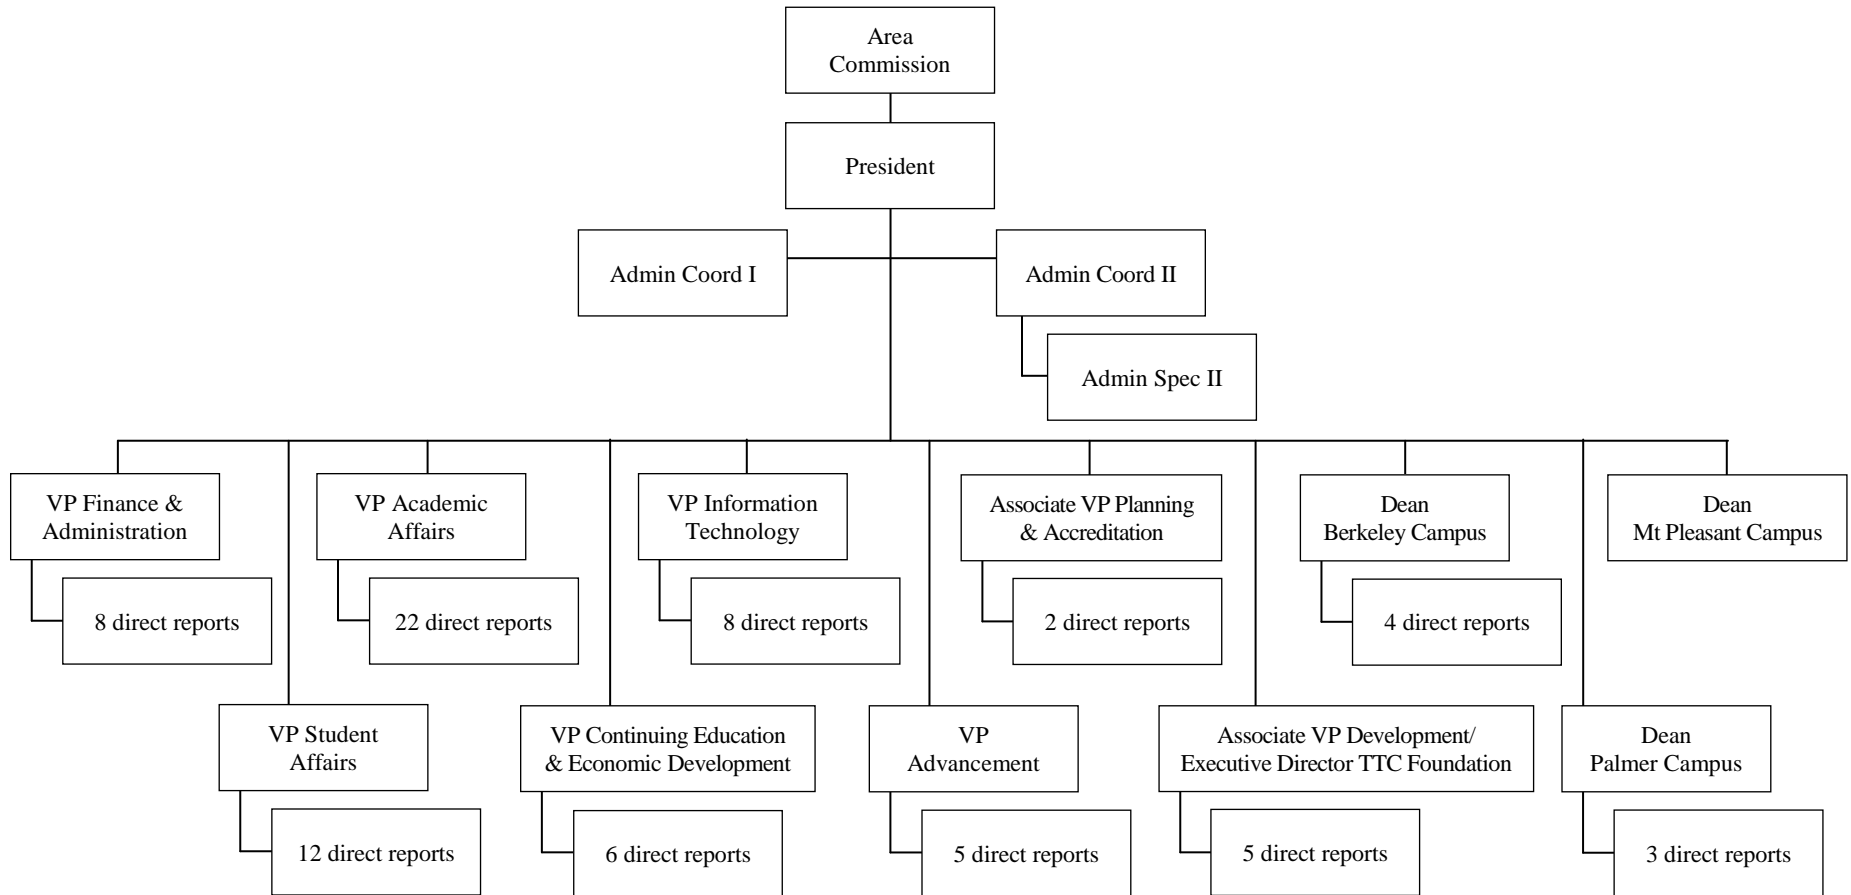 Area
Commission
President
Admin Coord I
Admin Coord II
Admin Spec II
VP Finance &
Administration
8 direct reports
VP Academic
Affairs
22 direct reports
VP Information
Technology
8 direct reports
Associate VP Planning
& Accreditation
2 direct reports
Dean
Berkeley Campus
4 direct reports
Dean
Mt Pleasant Campus
VP Student
Affairs
12 direct reports
VP Continuing Education
& Economic Development
6 direct reports
VP
Advancement
5 direct reports
Associate VP Development/
Executive Director TTC Foundation
5 direct reports
Dean
Palmer Campus
3 direct reports